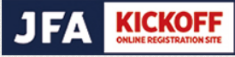 JFA
KICKOFF
ONLINE REGISTRATION SITE